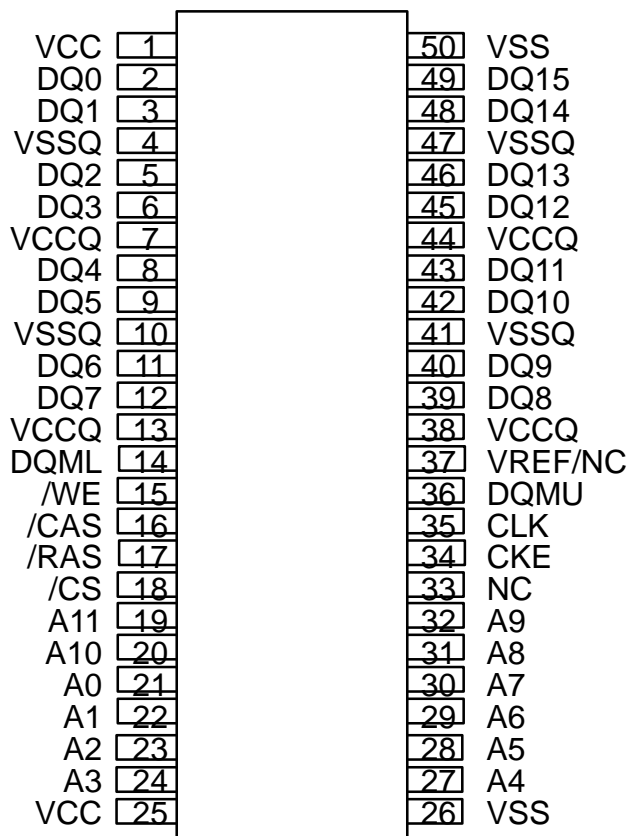 VCC 1 50 VSS
DQ0 2 49 DQ15
DQ1 3 48 DQ14
VSSQ 4 47 VSSQ
DQ2 5 46 DQ13
DQ3 6 45 DQ12
VCCQ 7 44 VCCQ
DQ4 8 43 DQ11
DQ5 9 42 DQ10
VSSQ 10 41 VSSQ
DQ6 11 40 DQ9
DQ7 12 39 DQ8
VCCQ 13 38 VCCQ
DQML 14 37 VREF/NC
/WE 15 36 DQMU
/CAS 16 35 CLK
/RAS 17 34 CKE
/CS 18 33 NC
A11 19 32 A9
A10 20 31 A8
A0 21 30 A7
A1 22 29 A6
A2 23 28 A5
A3 24 27 A4
VCC 25 26 VSS